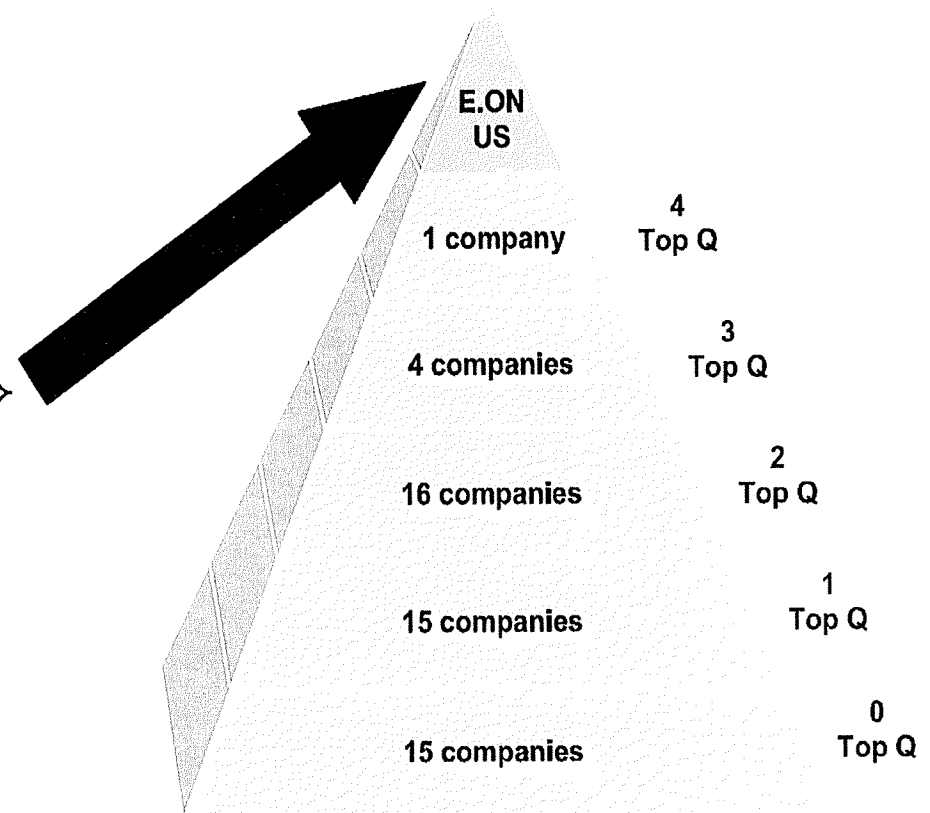 E.ON
US
1 company
4
Top Q
4 companies
3
Top Q
16 companies
2
Top Q
15 companies
1
Top Q
15 companies
0
Top Q